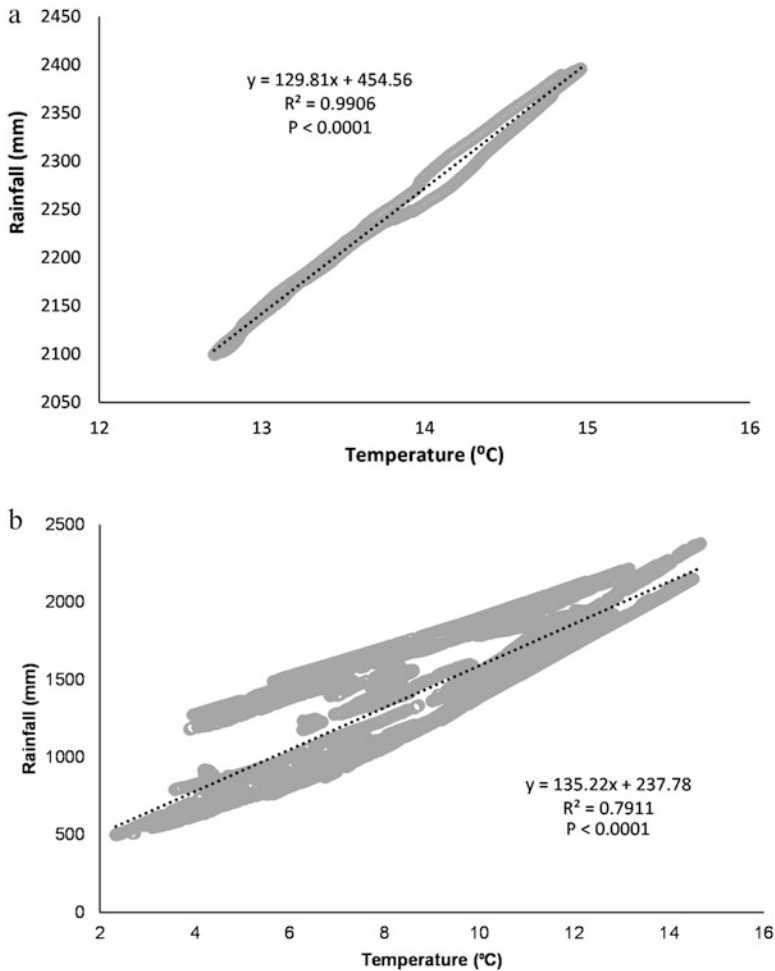 a
2450
2400
2350
2300
2250
2200
2150
2100
2050
Rainfall (mm)
y = 129.81x + 454.56
R² = 0.9906
P < 0.0001
12 13 14 15 16
Temperature (⁰C)
b
2500
2000
1500
1000
500
0
Rainfall (mm)
y = 135.22x + 237.78
R² = 0.7911
P < 0.0001
2 4 6 8 10 12 14 16
Temperature (ºC)